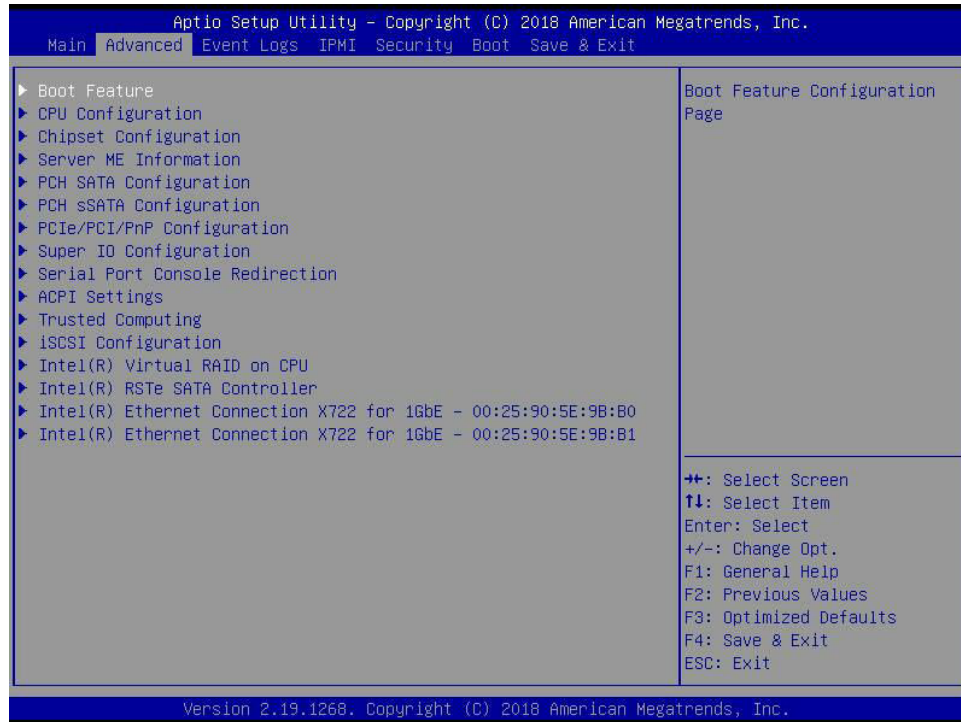 Aptio Setup Utility – Copyright (C) 2018 American Megatrends, Inc.
Main Advanced Event Logs IPMI Security Boot Save & Exit
▶ Boot Feature
▶ CPU Configuration
▶ Chipset Configuration
▶ Server ME Information
▶ PCH SATA Configuration
▶ PCH sSATA Configuration
▶ PCIe/PCI/PnP Configuration
▶ Super IO Configuration
▶ Serial Port Console Redirection
▶ ACPI Settings
▶ Trusted Computing
▶ iSCSI Configuration
▶ Intel(R) Virtual RAID on CPU
▶ Intel(R) RSTe SATA Controller
▶ Intel(R) Ethernet Connection X722 for 1GbE – 00:25:90:5E:9B:B0
▶ Intel(R) Ethernet Connection X722 for 1GbE – 00:25:90:5E:9B:B1
Boot Feature Configuration
Page
→←: Select Screen
↑↓: Select Item
Enter: Select
+/-: Change Opt.
F1: General Help
F2: Previous Values
F3: Optimized Defaults
F4: Save & Exit
ESC: Exit
Version 2.19.1268. Copyright (C) 2018 American Megatrends, Inc.